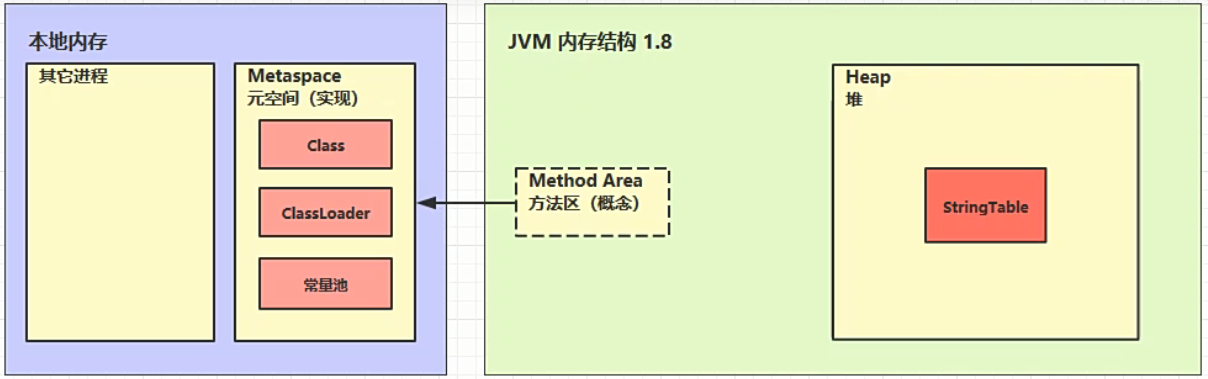 本地内存
其它进程
Metaspace
元空间（实现）
Class
ClassLoader
常量池
JVM 内存结构 1.8
Method Area
方法区（概念）
Heap
堆
StringTable